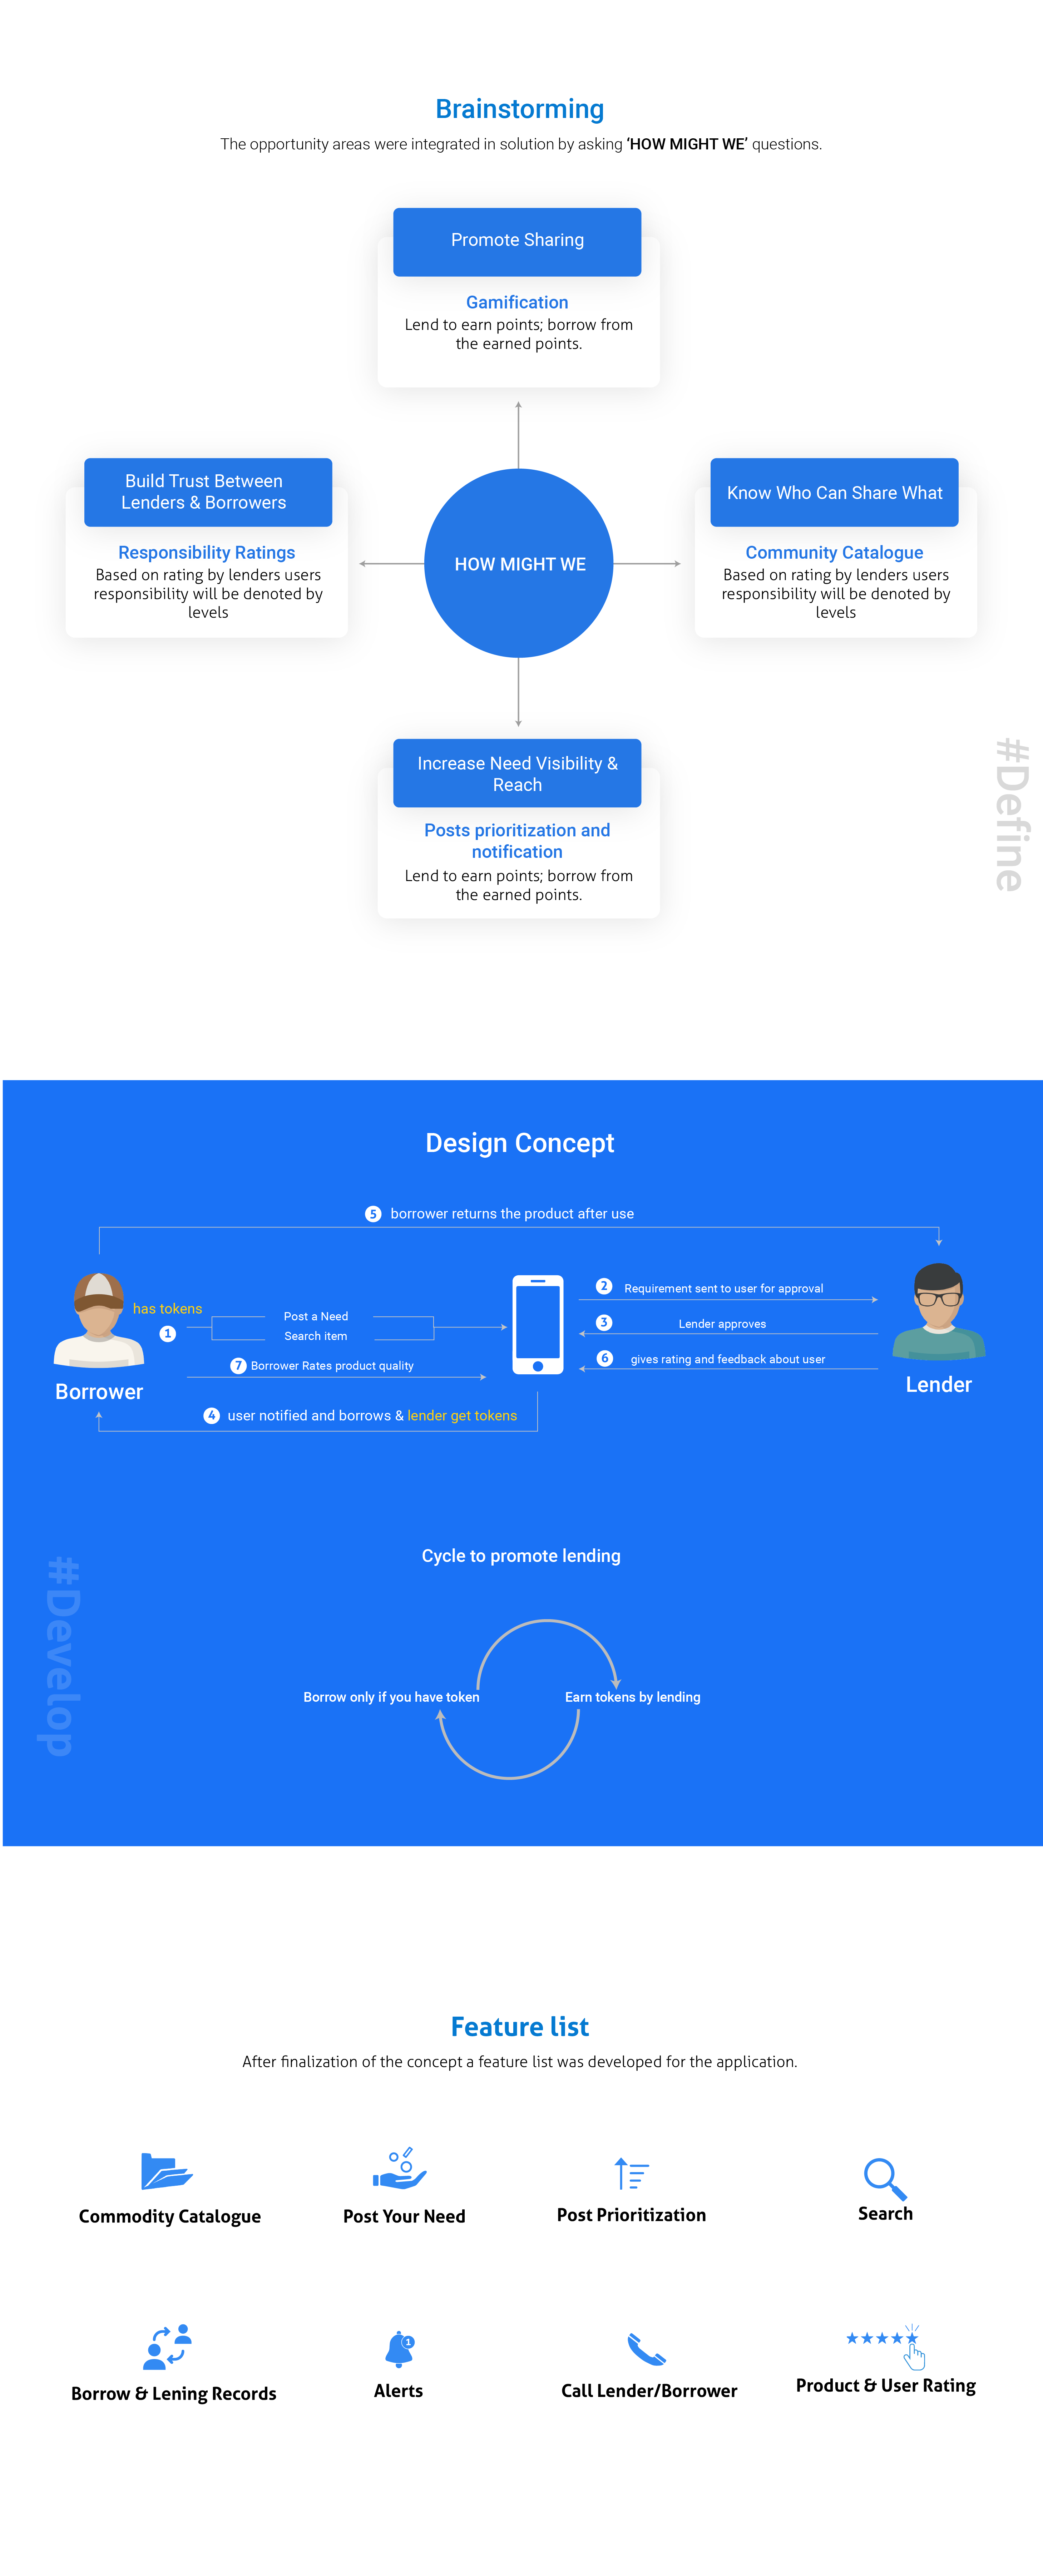 Brainstorming
The opportunity areas were integrated in solution by asking ‘HOW MIGHT WE’ questions.
Promote Sharing
Gamification
Lend to earn points; borrow from
the earned points.
Build Trust Between
Lenders & Borrowers
Responsibility Ratings
Based on rating by lenders users
responsibility will be denoted by
levels
HOW MIGHT WE
Know Who Can Share What
Community Catalogue
Based on rating by lenders users
responsibility will be denoted by
levels
Increase Need Visibility &
Reach
Posts prioritization and
notification
Lend to earn points; borrow from
the earned points.
#Define
Design Concept
5 borrower returns the product after use
has tokens
1
Post a Need
Search item
7 Borrower Rates product quality
Borrower
4 user notified and borrows & lender get tokens
2 Requirement sent to user for approval
3 Lender approves
6 gives rating and feedback about user
Lender
#Develop
Cycle to promote lending
Borrow only if you have token
Earn tokens by lending
Feature list
After finalization of the concept a feature list was developed for the application.
Commodity Catalogue
Post Your Need
Post Prioritization
Search
Borrow & Lening Records
1
Alerts
Call Lender/Borrower
Product & User Rating